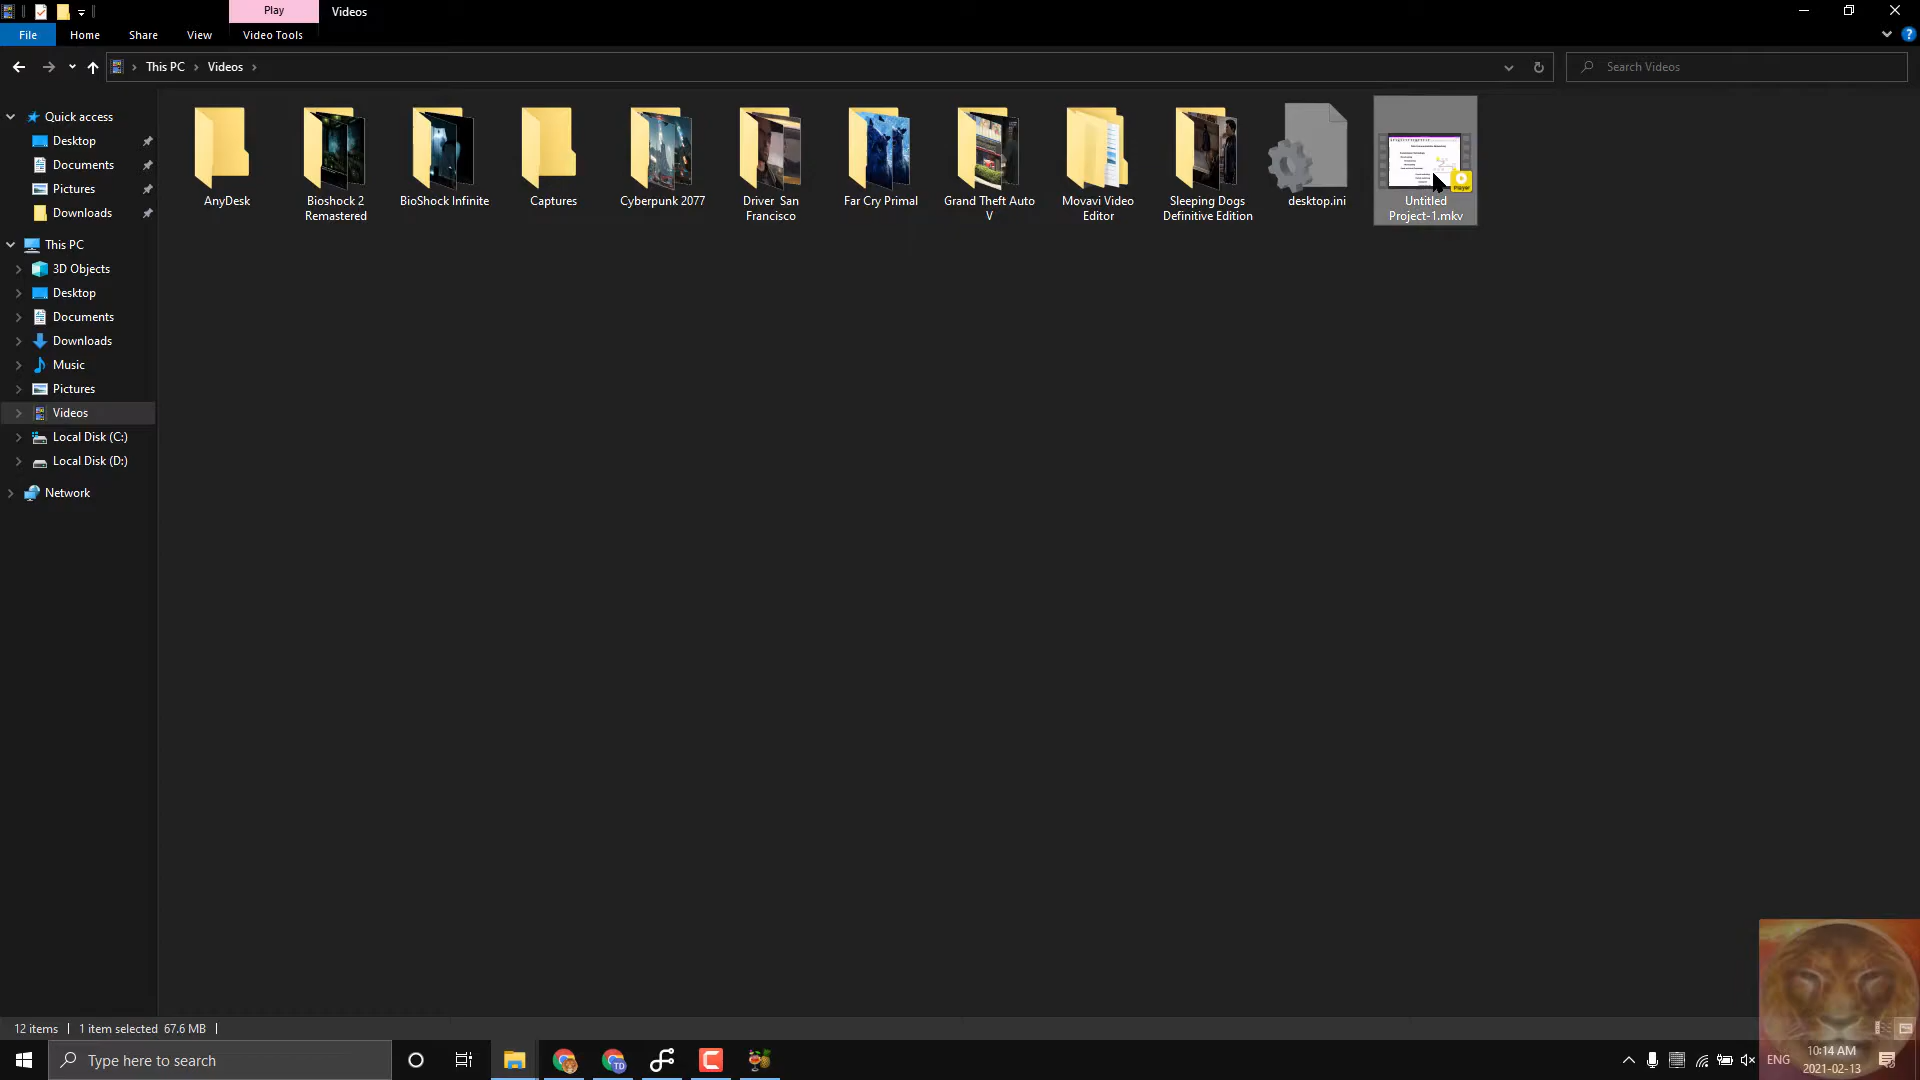 Play
Videos
File
Home
Share
View
Video Tools
This PC
Videos
Search Videos
Quick access
Desktop
Documents
Pictures
Downloads
This PC
3D Objects
Desktop
Documents
Downloads
Music
Pictures
Videos
Local Disk (C:)
Local Disk (D:)
Network
AnyDesk
Bioshock 2
Remastered
BioShock Infinite
Captures
Cyberpunk 2077
Driver San
Francisco
Far Cry Primal
Grand Theft Auto
V
Movavi Video
Editor
Sleeping Dogs
Definitive Edition
desktop.ini
Untitled
Project-1.mkv
12 items
1 item selected 67.6 MB
Type here to search
TD
ENG
10:14 AM
2021-02-13